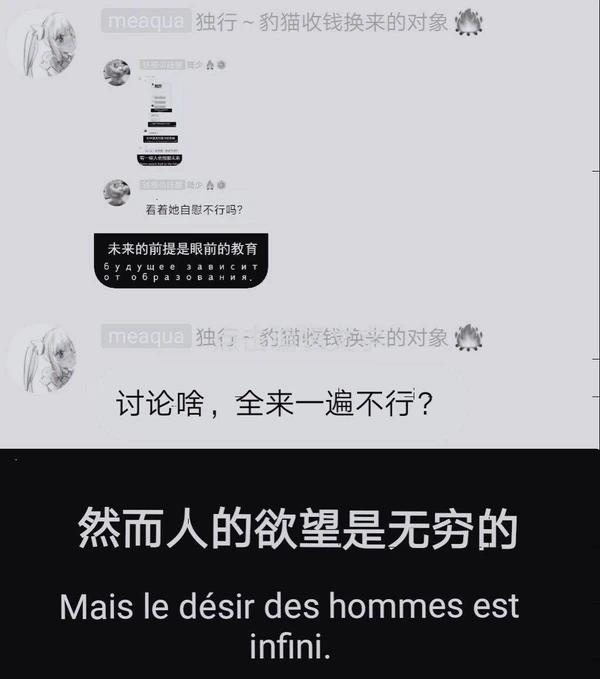 meaqua 独行～豹猫收钱换来的对象
看着她自慰不行吗?
未来的前提是眼前的教育
будущее зависит
от образования.
meaqua 独行～豹猫收钱换来的对象
讨论啥，全来一遍不行?
然而人的欲望是无穷的
Mais le désir des hommes est
infini.